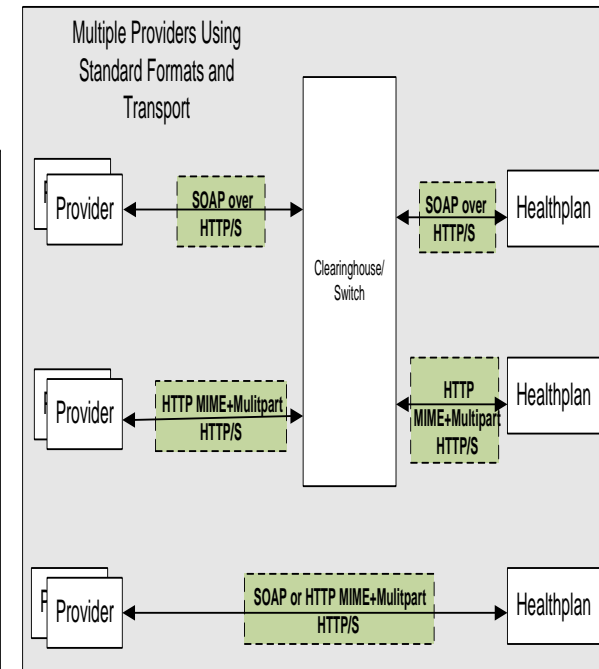 Multiple Providers Using
Standard Formats and
Transport
Provider
SOAP over
HTTP/S
Clearinghouse/
Switch
SOAP over
HTTP/S
Healthplan
Provider
HTTP MIME+Mulitpart
HTTP/S
HTTP
MIME+Multipart
HTTP/S
Healthplan
Provider
SOAP or HTTP MIME+Mulitpart
HTTP/S
Healthplan